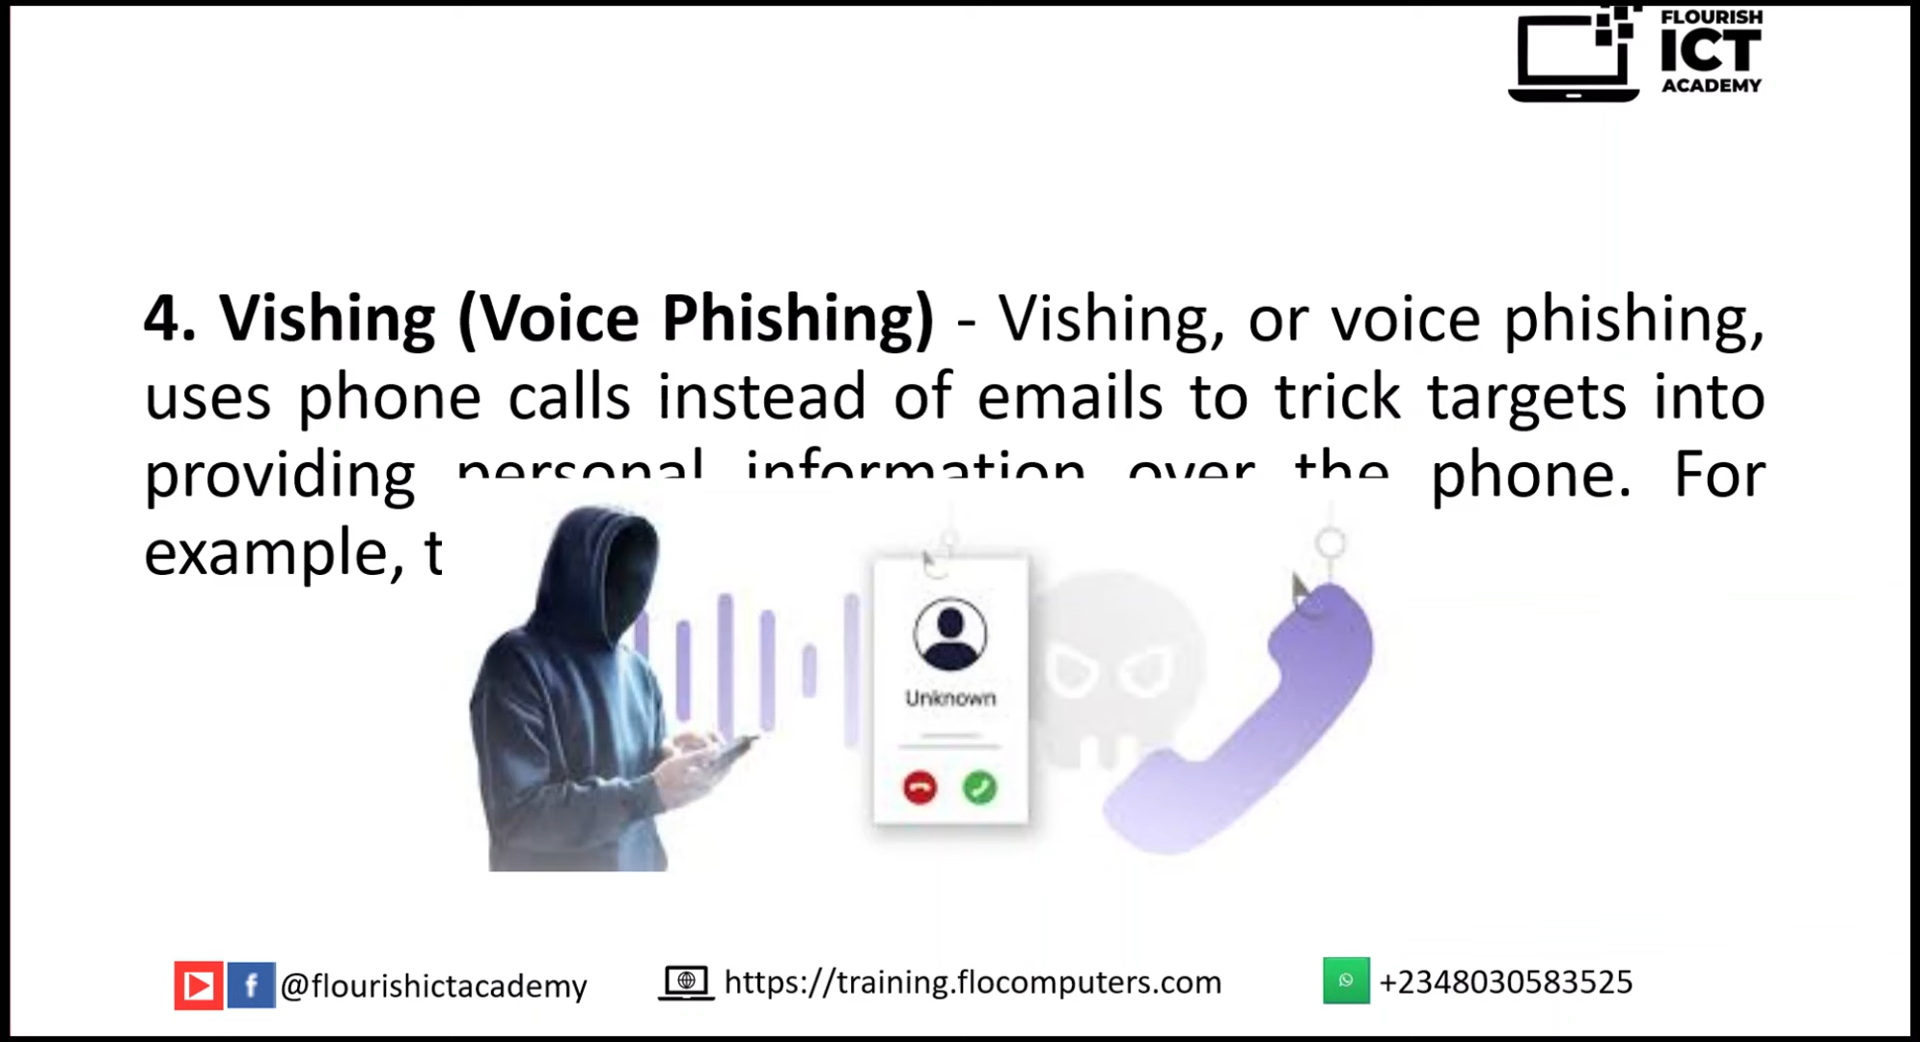 FLOURISH
ICT
ACADEMY
4. Vishing (Voice Phishing) - Vishing, or voice phishing,
uses phone calls instead of emails to trick targets into
providing personal information over the phone. For
example, t
Unknown
@flourishictacademy
https://training.flocomputers.com
+2348030583525